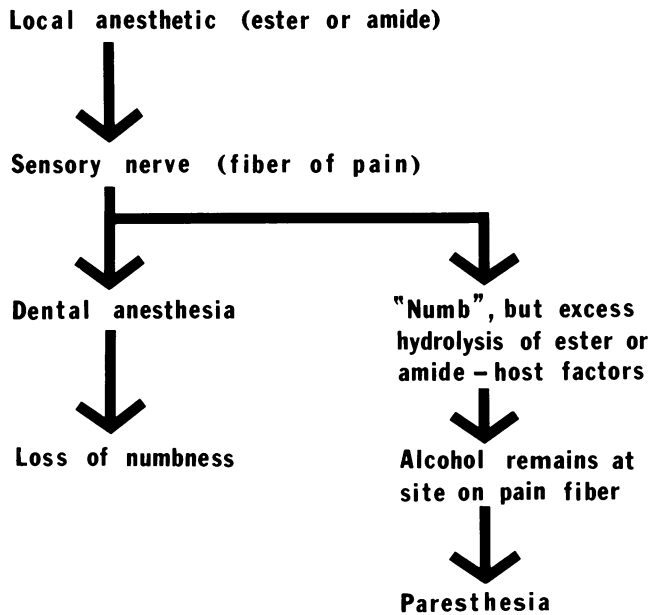 Local anesthetic (ester or amide)
Sensory nerve (fiber of pain)
Dental anesthesia
Loss of numbness
"Numb", but excess
hydrolysis of ester or
amide – host factors
Alcohol remains at
site on pain fiber
Paresthesia